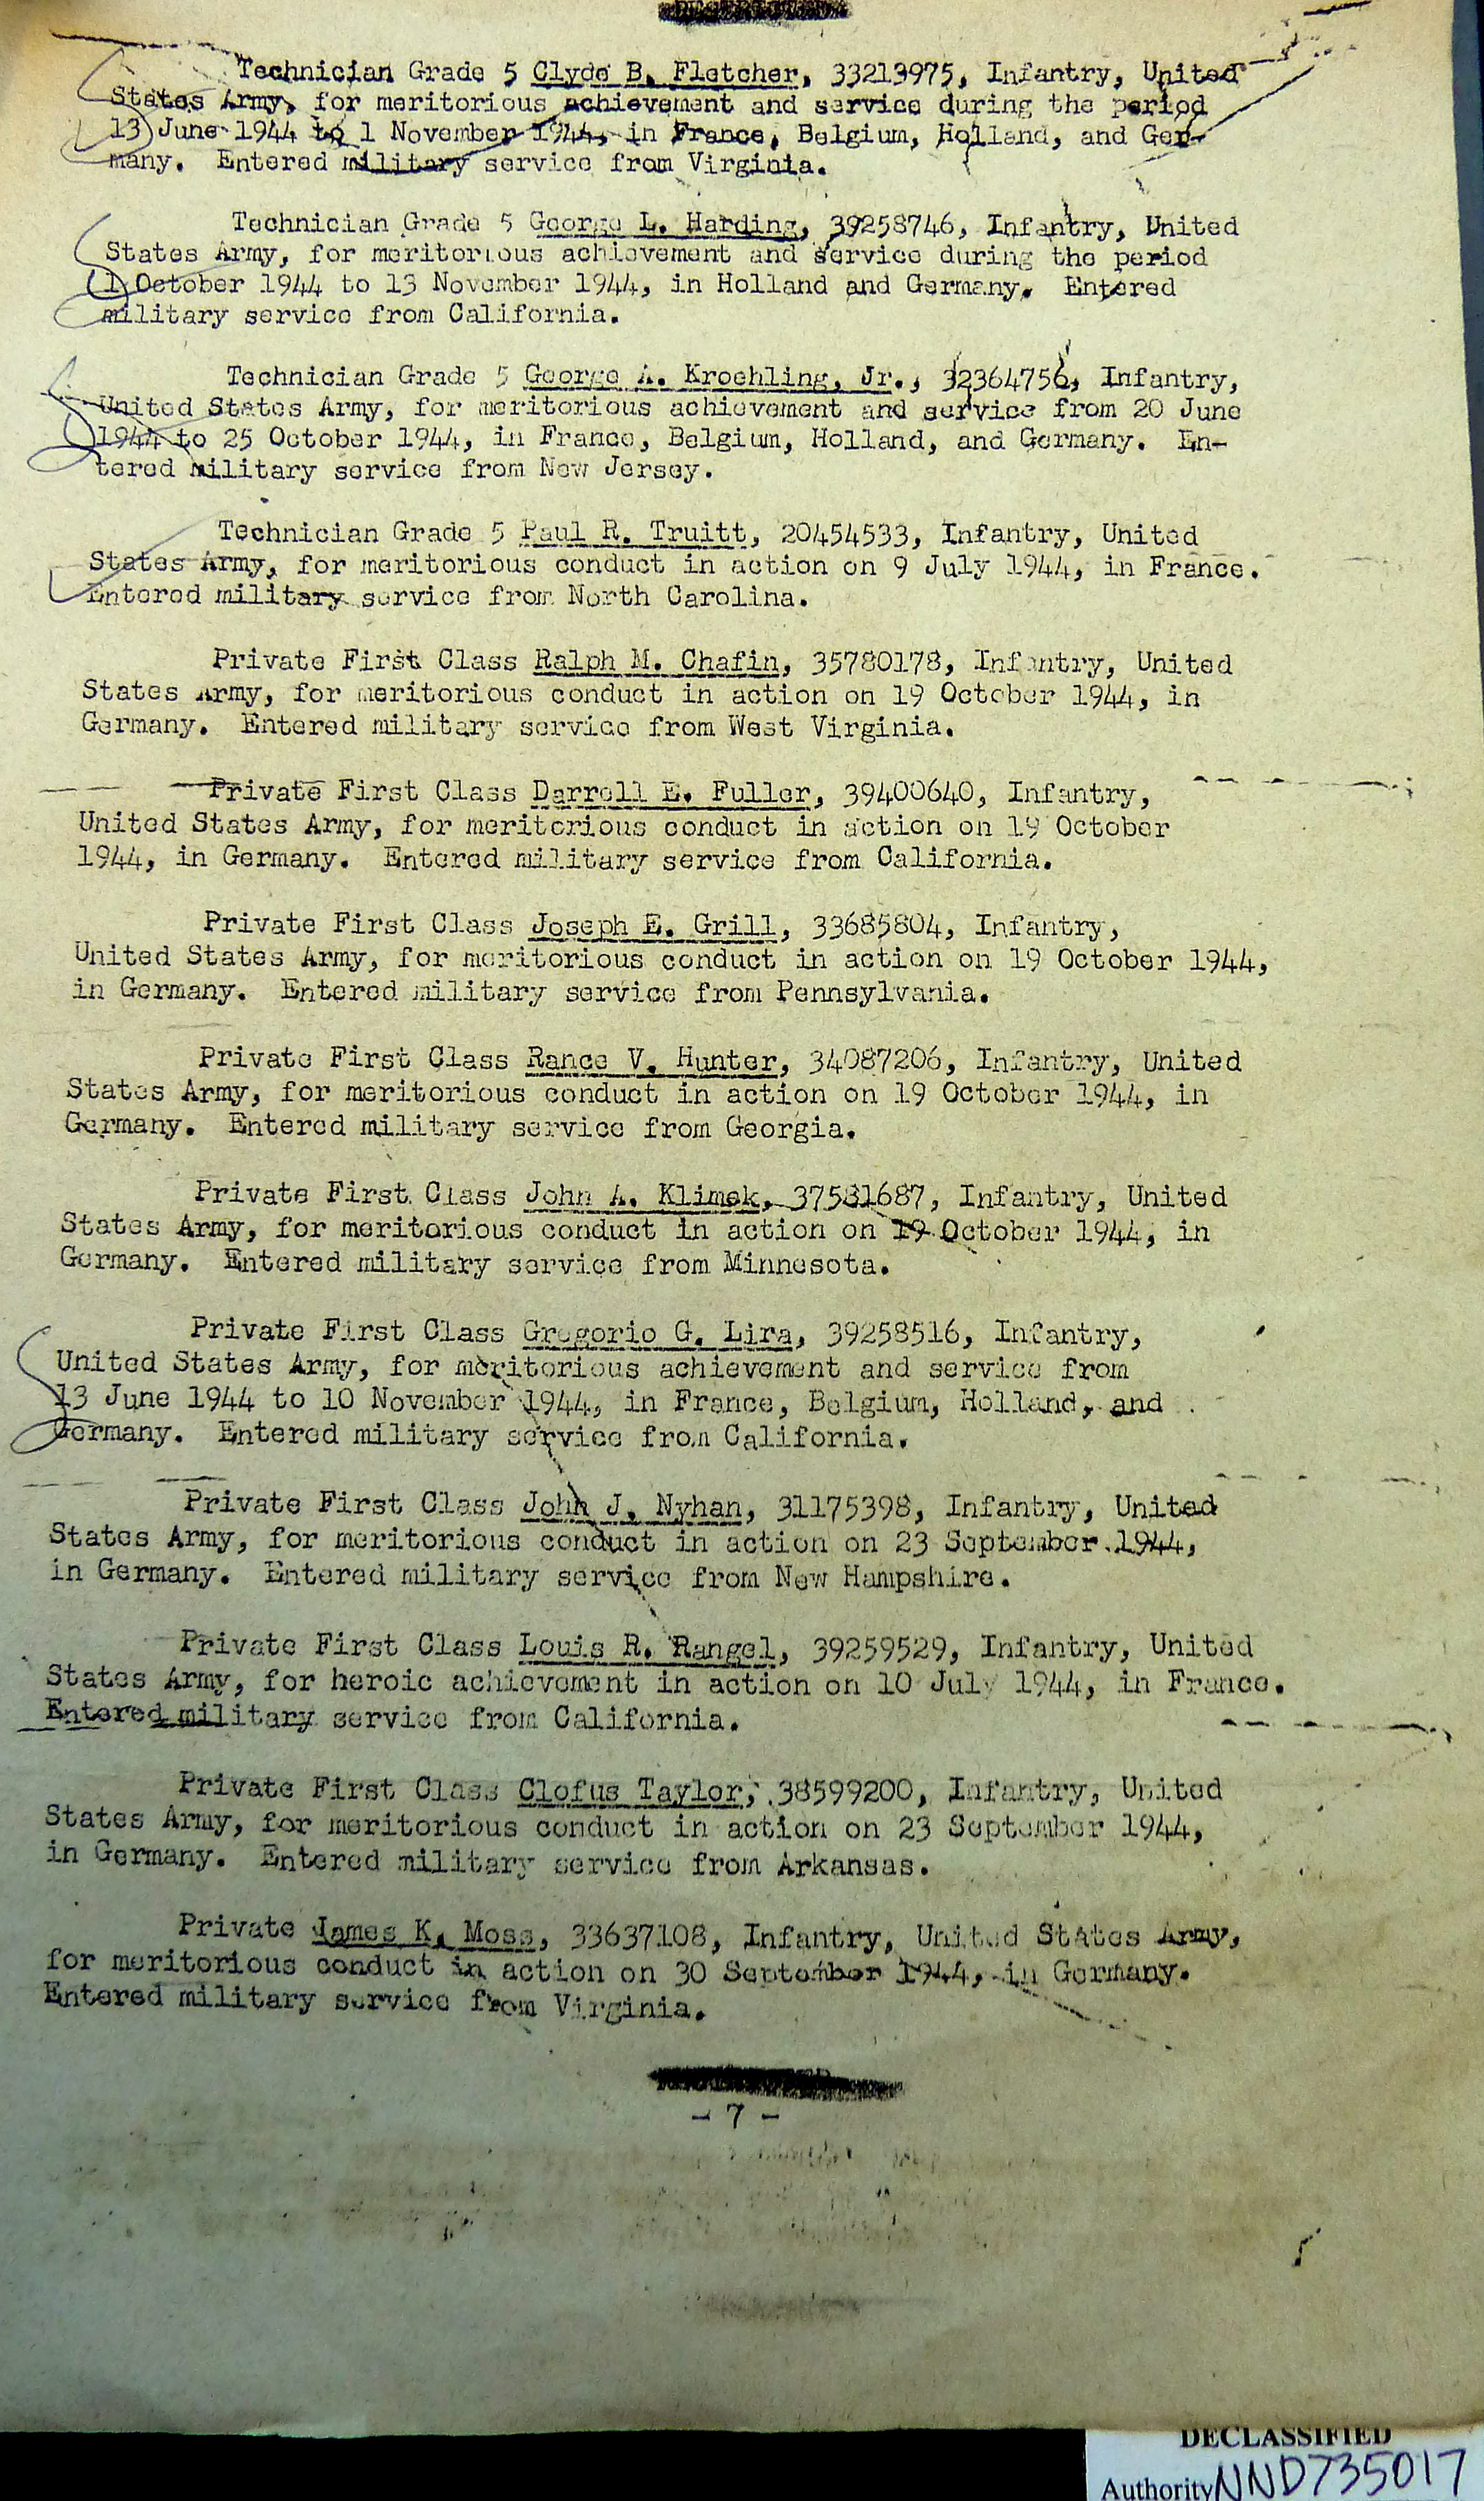 Technician Grade 5 Clyde B. Fletcher, 33213975, Infantry, United
States Army, for meritorious achievement and service during the period
13 June 1944 to 1 November 1944, in France, Belgium, Holland, and Ger-
many. Entered military service from Virginia.
Technician Grade 5 George L. Harding, 39258746, Infantry, United
States Army, for meritorious achievement and service during the period
1 October 1944 to 13 November 1944, in Holland and Germany. Entered
military service from California.
Technician Grade 5 George A. Kroehling, Jr., 32364756, Infantry,
United States Army, for meritorious achievement and service from 20 June
1944 to 25 October 1944, in France, Belgium, Holland, and Germany. En-
tered military service from New Jersey.
Technician Grade 5 Paul R. Truitt, 20454533, Infantry, United
States Army, for meritorious conduct in action on 9 July 1944, in France.
Entered military service from North Carolina.
Private First Class Ralph M. Chafin, 35780178, Infantry, United
States Army, for meritorious conduct in action on 19 October 1944, in
Germany. Entered military service from West Virginia.
Private First Class Darrell E. Fuller, 39400640, Infantry,
United States Army, for meritorious conduct in action on 19 October
1944, in Germany. Entered military service from California.
Private First Class Joseph E. Grill, 33685804, Infantry,
United States Army, for meritorious conduct in action on 19 October 1944,
in Germany. Entered military service from Pennsylvania.
Private First Class Rance V. Hunter, 34087206, Infantry, United
States Army, for meritorious conduct in action on 19 October 1944, in
Germany. Entered military service from Georgia.
Private First Class John A. Klimek, 37581687, Infantry, United
States Army, for meritorious conduct in action on 19 October 1944, in
Germany. Entered military service from Minnesota.
Private First Class Gregorio G. Lira, 39258516, Infantry,
United States Army, for meritorious achievement and service from
13 June 1944 to 10 November 1944, in France, Belgium, Holland, and
Germany. Entered military service from California.
Private First Class John J. Nyhan, 31175398, Infantry, United
States Army, for meritorious conduct in action on 23 September 1944,
in Germany. Entered military service from New Hampshire.
Private First Class Louis R. Rangel, 39259529, Infantry, United
States Army, for heroic achievement in action on 10 July 1944, in France.
Entered military service from California.
Private First Class Clofus Taylor, 38599200, Infantry, United
States Army, for meritorious conduct in action on 23 September 1944,
in Germany. Entered military service from Arkansas.
Private James K. Moss, 33637108, Infantry, United States Army,
for meritorious conduct in action on 30 September 1944, in Germany.
Entered military service from Virginia.
- 7 -
DECLASSIFIED
Authority NND735017